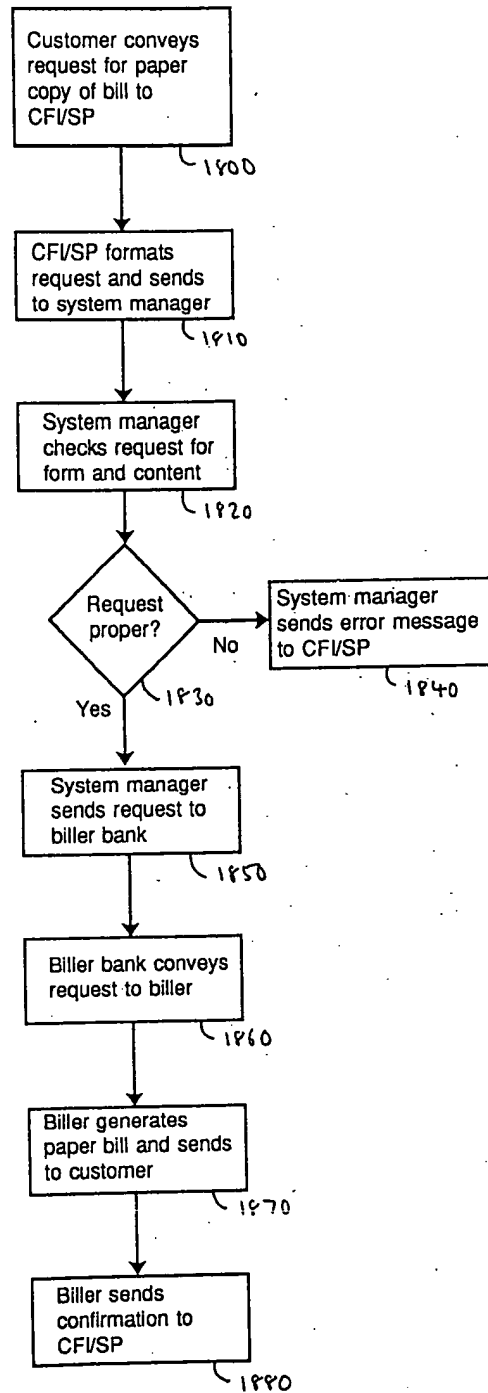 Customer conveys
request for paper
copy of bill to
CFI/SP
1800
CFI/SP formats
request and sends
to system manager
1810
System manager
checks request for
form and content
1820
Request
proper?
No
Yes
1830
System manager
sends error message
to CFI/SP
1840
System manager
sends request to
biller bank
1850
Biller bank conveys
request to biller
1860
Biller generates
paper bill and sends
to customer
1870
Biller sends
confirmation to
CFI/SP
1880